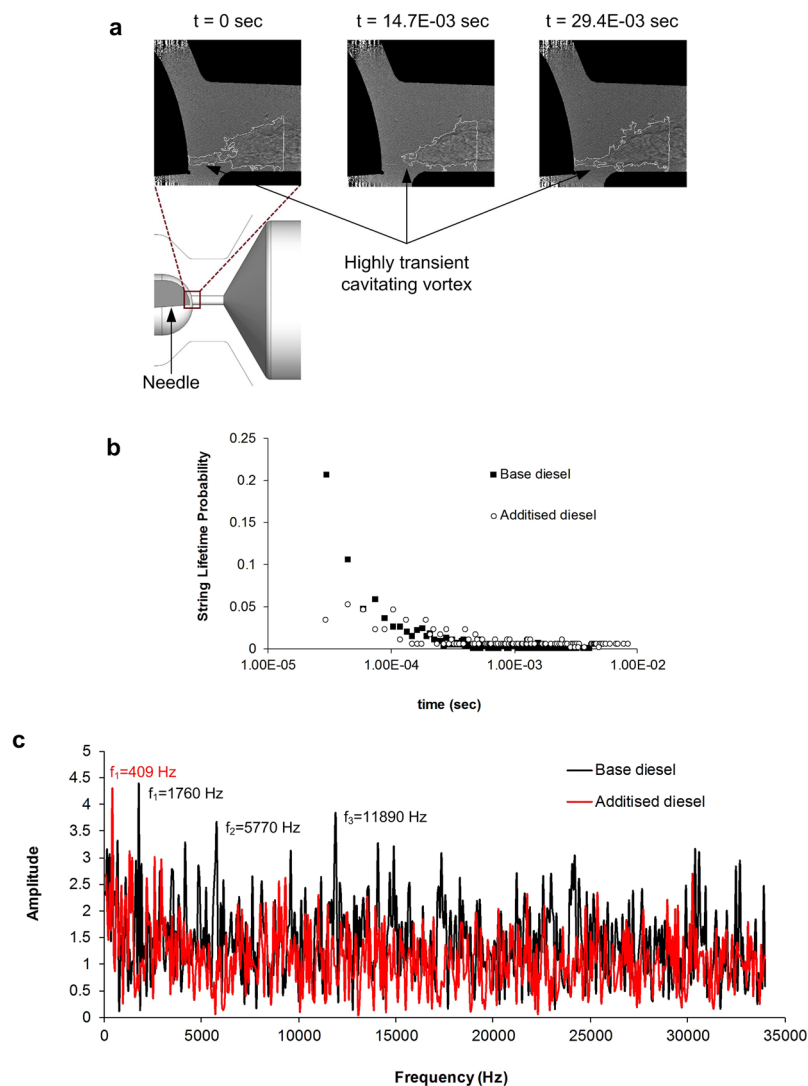 a
t = 0 sec
t = 14.7E-03 sec
t = 29.4E-03 sec
Highly transient
cavitating vortex
Needle
b
String Lifetime Probability
0.25
0.2
0.15
0.1
0.05
0
Base diesel
Additised diesel
1.00E-05
1.00E-04
1.00E-03
1.00E-02
time (sec)
c
Amplitude
5
4.5
4
3.5
3
2.5
2
1.5
1
0.5
0
f₁=409 Hz
f₁=1760 Hz
f₂=5770 Hz
f₃=11890 Hz
Base diesel
Additised diesel
0
5000
10000
15000
20000
25000
30000
35000
Frequency (Hz)